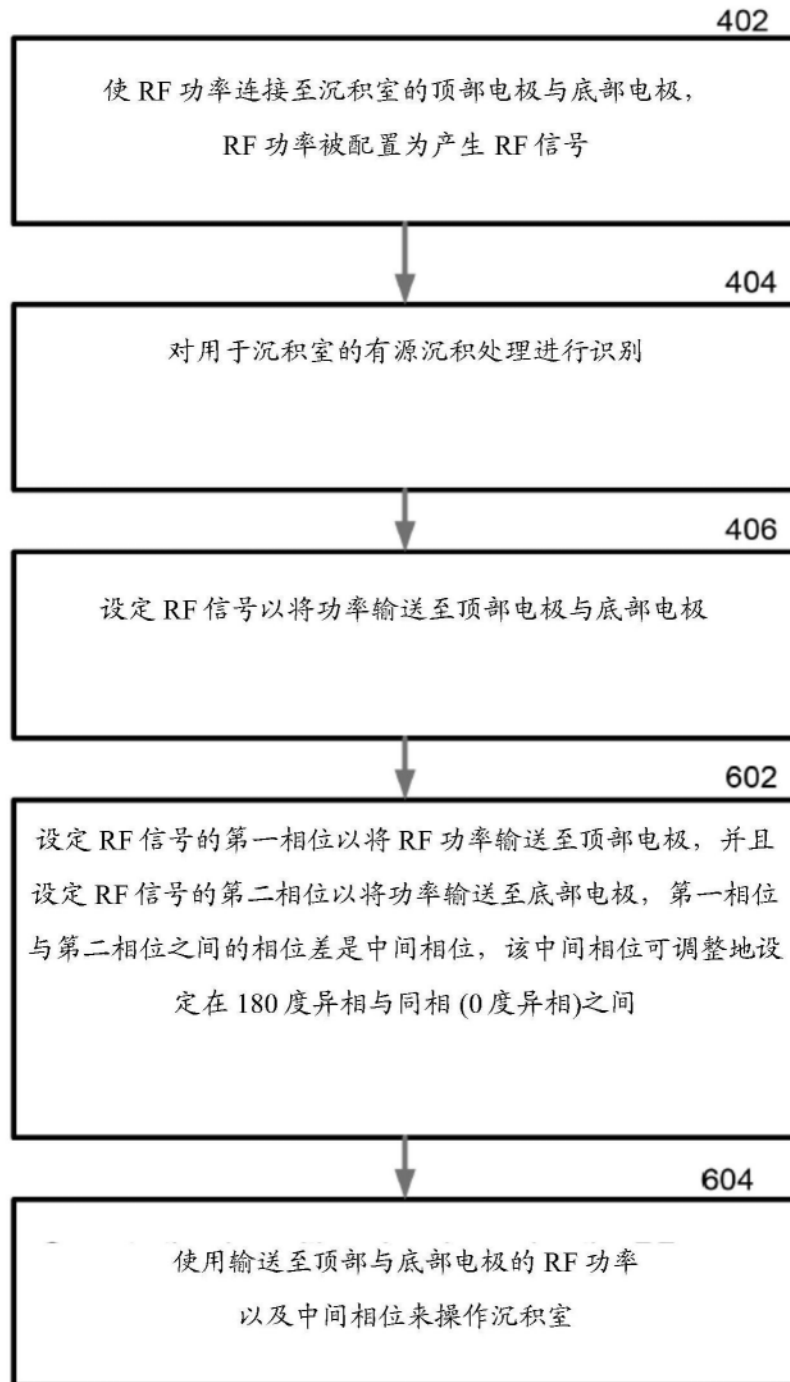 402
使 RF 功率连接至沉积室的顶部电极与底部电极，
RF 功率被配置为产生 RF 信号
404
对用于沉积室的有源沉积处理进行识别
406
设定 RF 信号以将功率输送至顶部电极与底部电极
602
设定 RF 信号的第一相位以将 RF 功率输送至顶部电极，并且
设定 RF 信号的第二相位以将功率输送至底部电极，第一相位
与第二相位之间的相位差是中间相位，该中间相位可调整地设
定在 180 度异相与同相 (0 度异相)之间
604
使用输送至顶部与底部电极的 RF 功率
以及中间相位来操作沉积室